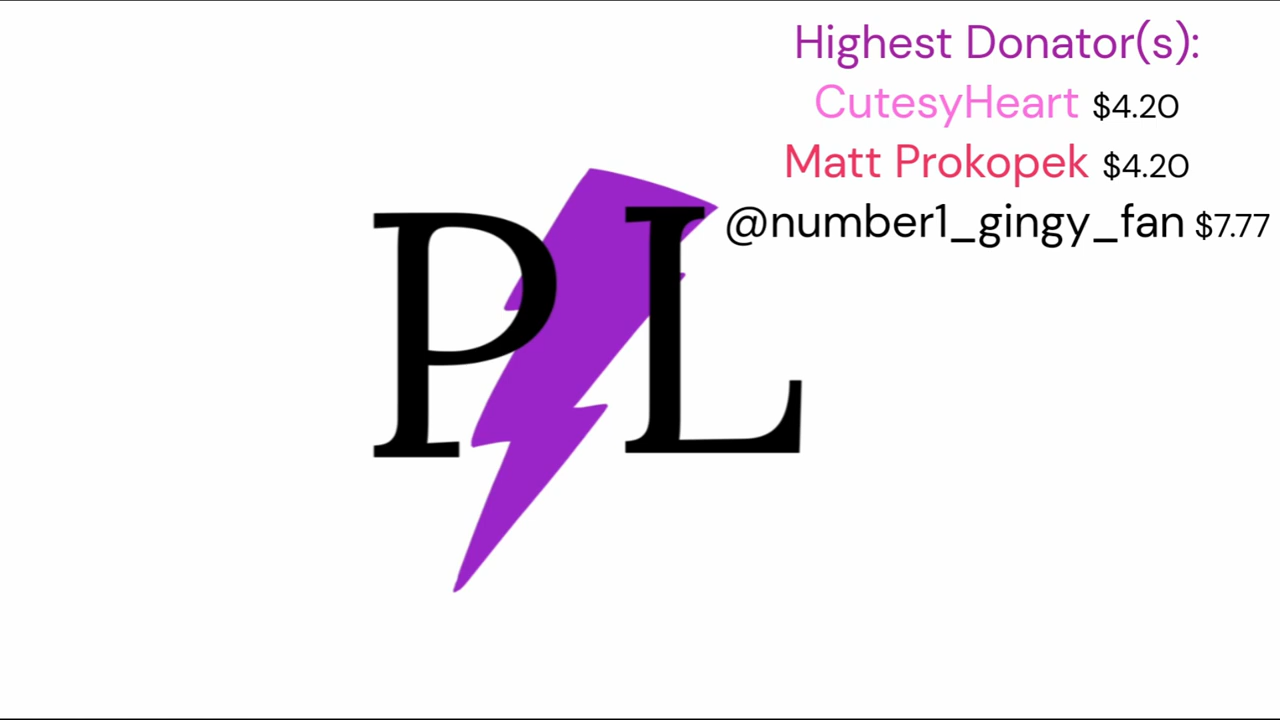 Highest Donator(s):
CutesyHeart $4.20
Matt Prokopek $4.20
@number1_gingy_fan $7.77
PL